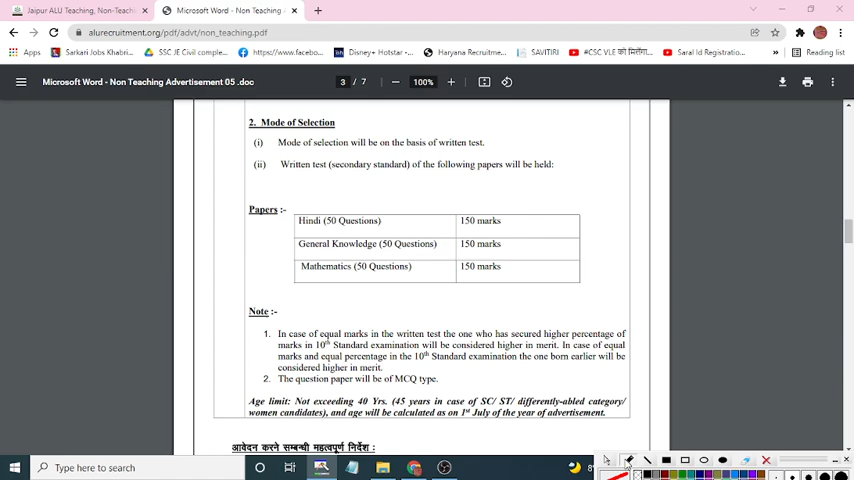 Jaipur ALU Teaching, Non-Teachi
Microsoft Word - Non Teaching A
alurecruitment.org/pdf/advt/non_teaching.pdf
Apps
Sarkari Jobs Khabri...
SSC JE Civil comple...
https://www.facebo...
Disney+ Hotstar -...
Haryana Recruitme...
SAVITIRI
Saral Id Registratio...
Reading list
Microsoft Word - Non Teaching Advertisement 05 .doc
3 / 7
100%
2. Mode of Selection
(i) Mode of selection will be on the basis of written test.
(ii) Written test (secondary standard) of the following papers will be held:
Papers :-
Hindi (50 Questions) 150 marks
General Knowledge (50 Questions) 150 marks
Mathematics (50 Questions) 150 marks
Note :-
1. In case of equal marks in the written test the one who has secured higher percentage of
marks in 10th Standard examination will be considered higher in merit. In case of equal
marks and equal percentage in the 10th Standard examination the one born earlier will be
considered higher in merit.
2. The question paper will be of MCQ type.
Age limit: Not exceeding 40 Yrs. (45 years in case of SC/ ST/ differently-abled category/
women candidates), and age will be calculated as on 1st July of the year of advertisement.
आवेदन करने सम्बन्धी महत्वपूर्ण निर्देश :
Type here to search